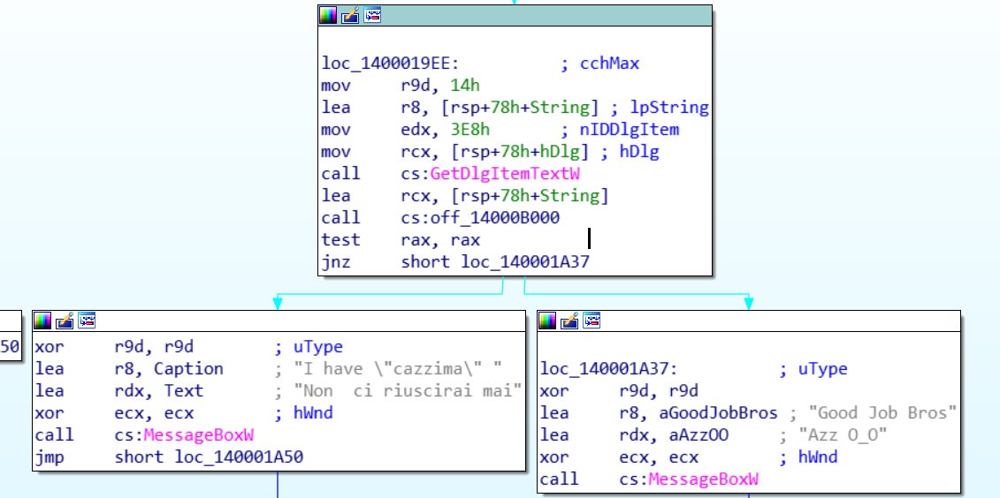 loc_1400019EE: ; cchMax
mov r9d, 14h
lea r8, [rsp+78h+String] ; lpString
mov edx, 3E8h ; nIDDlgItem
mov rcx, [rsp+78h+hDlg] ; hDlg
call cs:GetDlgItemTextW
lea rcx, [rsp+78h+String]
call cs:off_14000B000
test rax, rax
jnz short loc_140001A37
50
xor r9d, r9d ; uType
lea r8, Caption ; "I have \"cazzima\" "
lea rdx, Text ; "Non  ci riuscirai mai"
xor ecx, ecx ; hWnd
call cs:MessageBoxW
jmp short loc_140001A50
loc_140001A37: ; uType
xor r9d, r9d
lea r8, aGoodJobBros ; "Good Job Bros"
lea rdx, aAzzOO ; "Azz O_O"
xor ecx, ecx ; hWnd
call cs:MessageBoxW